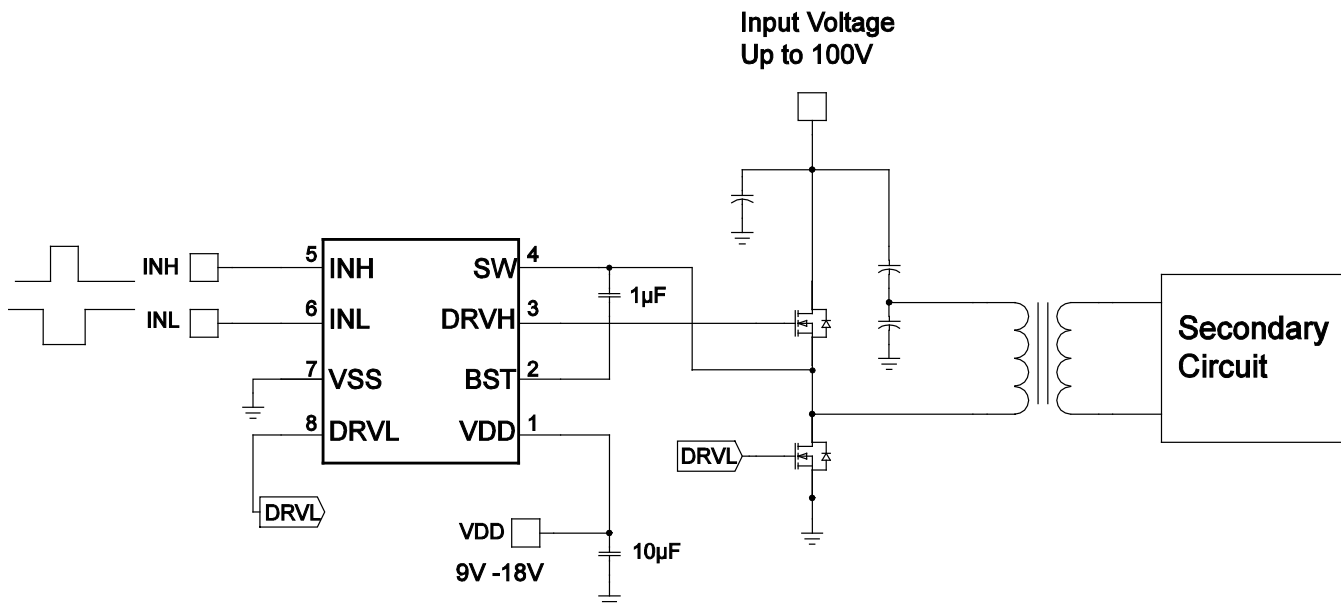 Input Voltage
Up to 100V
INH
5
INH
SW
4
1µF
INL
6
INL
DRVH
3
7
VSS
BST
2
8
DRVL
VDD
1
Secondary
Circuit
DRVL
DRVL
VDD
9V -18V
10µF